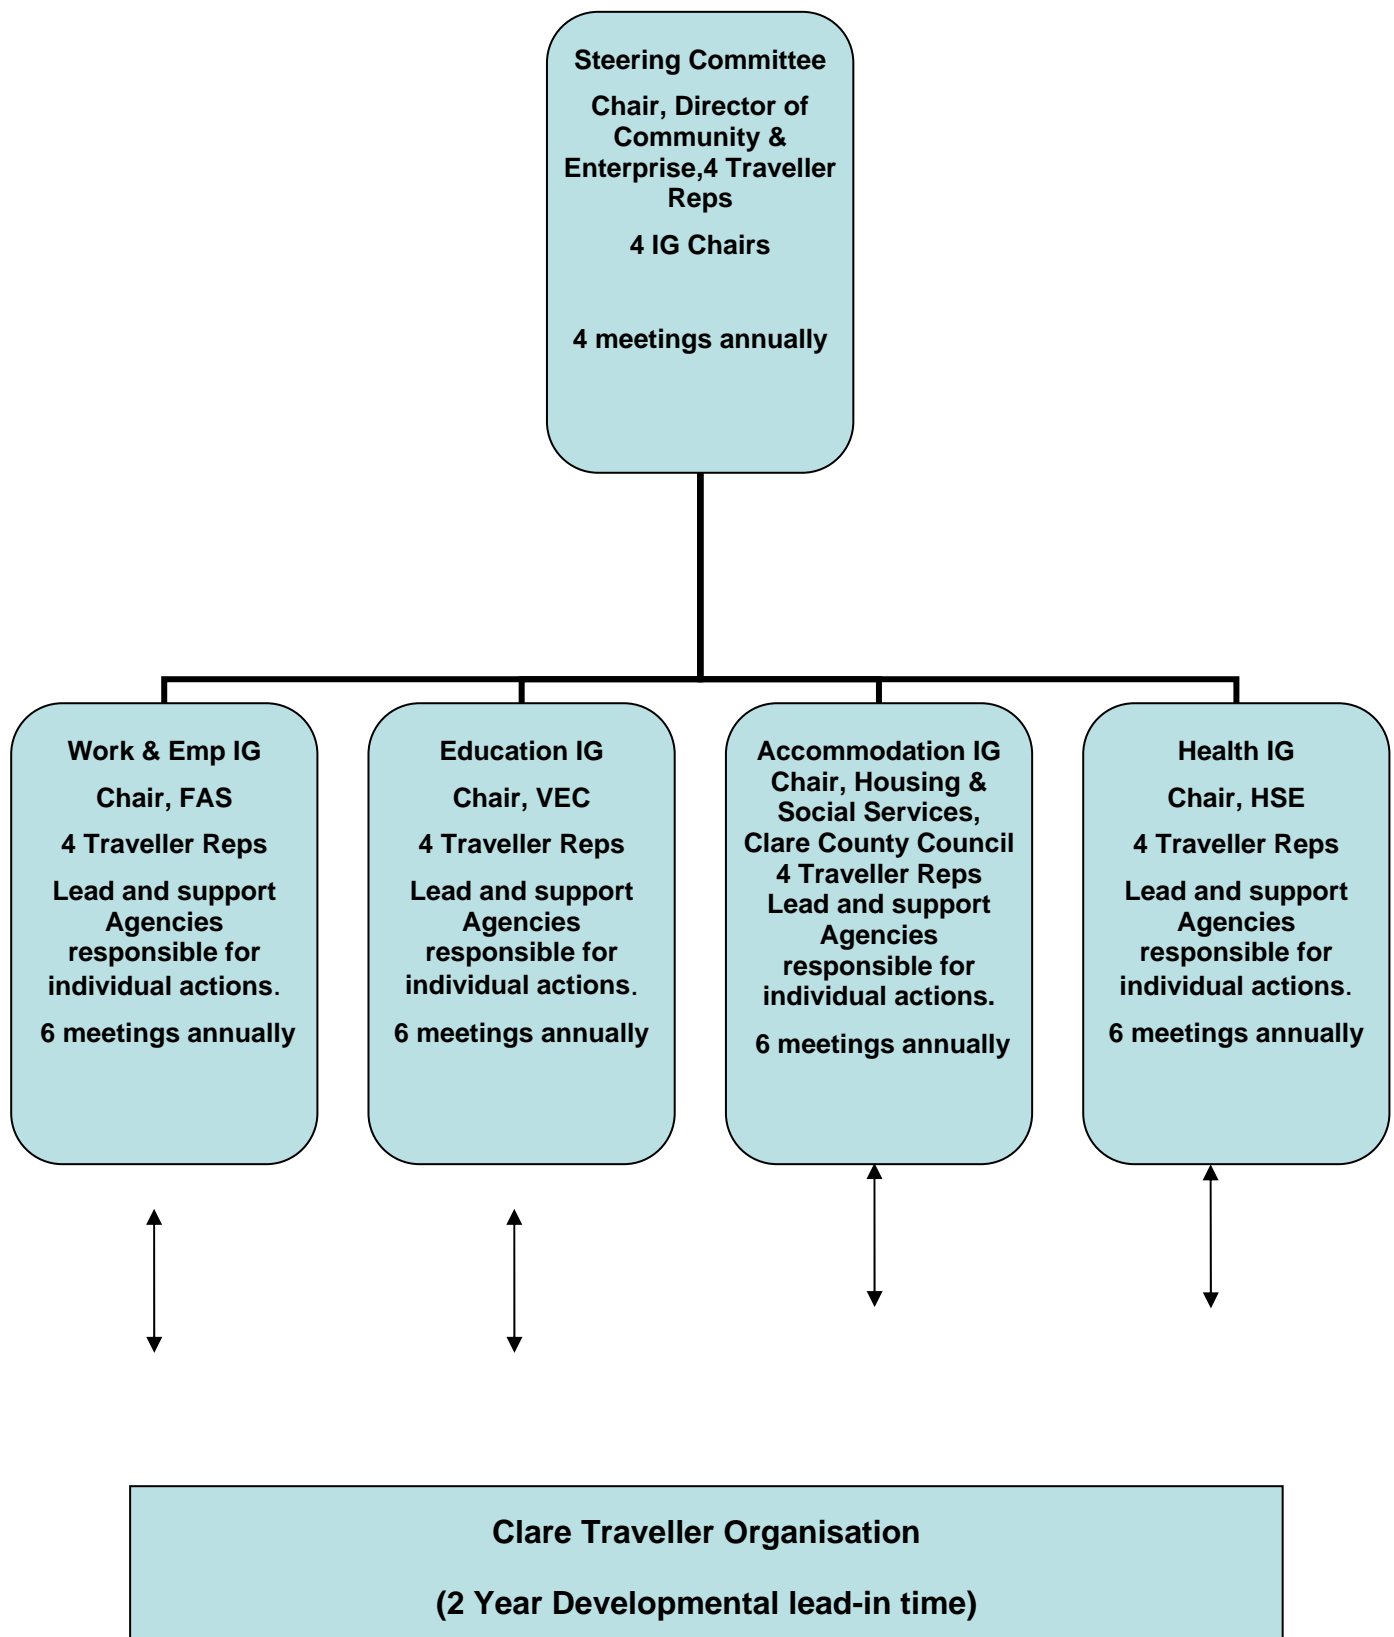 Steering Committee
Chair, Director of
Community &
Enterprise,4 Traveller
Reps
4 IG Chairs
4 meetings annually
Work & Emp IG
Chair, FAS
4 Traveller Reps
Lead and support
Agencies
responsible for
individual actions.
6 meetings annually
Education IG
Chair, VEC
4 Traveller Reps
Lead and support
Agencies
responsible for
individual actions.
6 meetings annually
Accommodation IG
Chair, Housing &
Social Services,
Clare County Council
4 Traveller Reps
Lead and support
Agencies
responsible for
individual actions.
6 meetings annually
Health IG
Chair, HSE
4 Traveller Reps
Lead and support
Agencies
responsible for
individual actions.
6 meetings annually
Clare Traveller Organisation
(2 Year Developmental lead-in time)